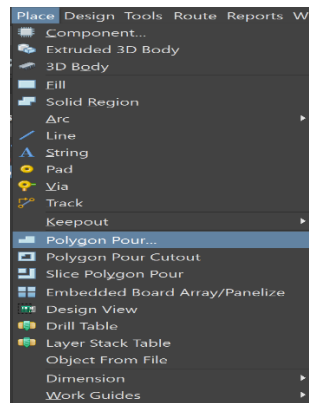 Place Design Tools Route Reports W
Component...
Extruded 3D Body
3D Body
Fill
Solid Region
Arc
Line
String
Pad
Via
Track
Keepout
Polygon Pour...
Polygon Pour Cutout
Slice Polygon Pour
Embedded Board Array/Panelize
Design View
Drill Table
Layer Stack Table
Object From File
Dimension
Work Guides